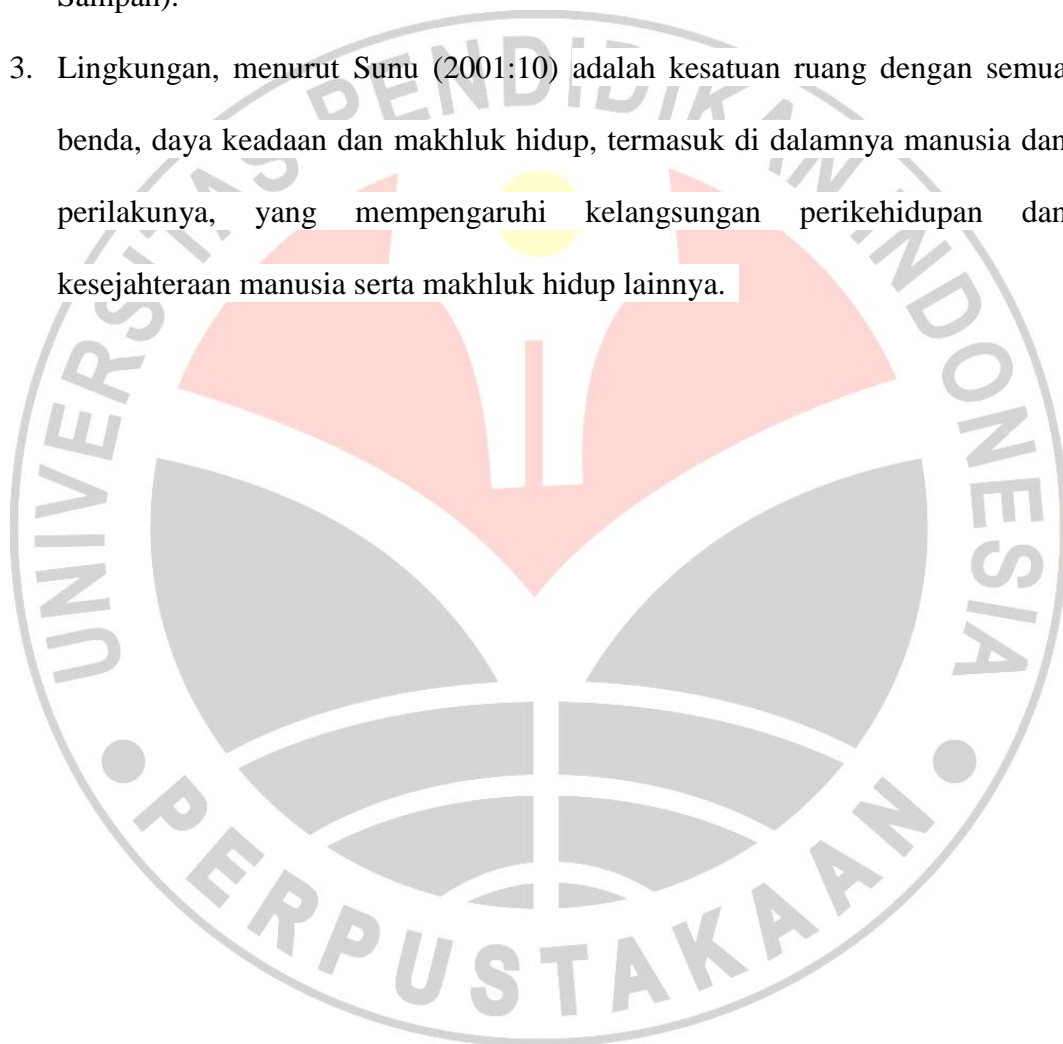 Sampah).
3. Lingkungan, menurut Sunu (2001:10) adalah kesatuan ruang dengan semua
benda, daya keadaan dan makhluk hidup, termasuk di dalamnya manusia dan
perilakunya, yang mempengaruhi kelangsungan perikehidupan dan
kesejahteraan manusia serta makhluk hidup lainnya.
UNIVERSITAS PENDIDIKAN INDONESIA
PERPUSTAKAAN